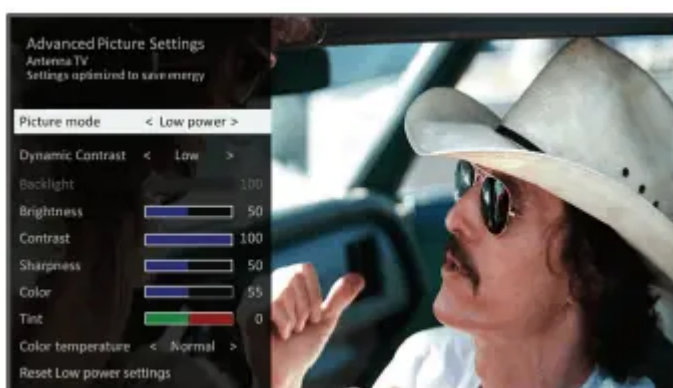 Advanced Picture Settings
Antenna TV
Settings optimized to save energy
Picture mode < Low power >
Dynamic Contrast < Low >
Backlight 100
Brightness 50
Contrast 100
Sharpness 50
Color 55
Tint 0
Color temperature < Normal >
Reset Low power settings